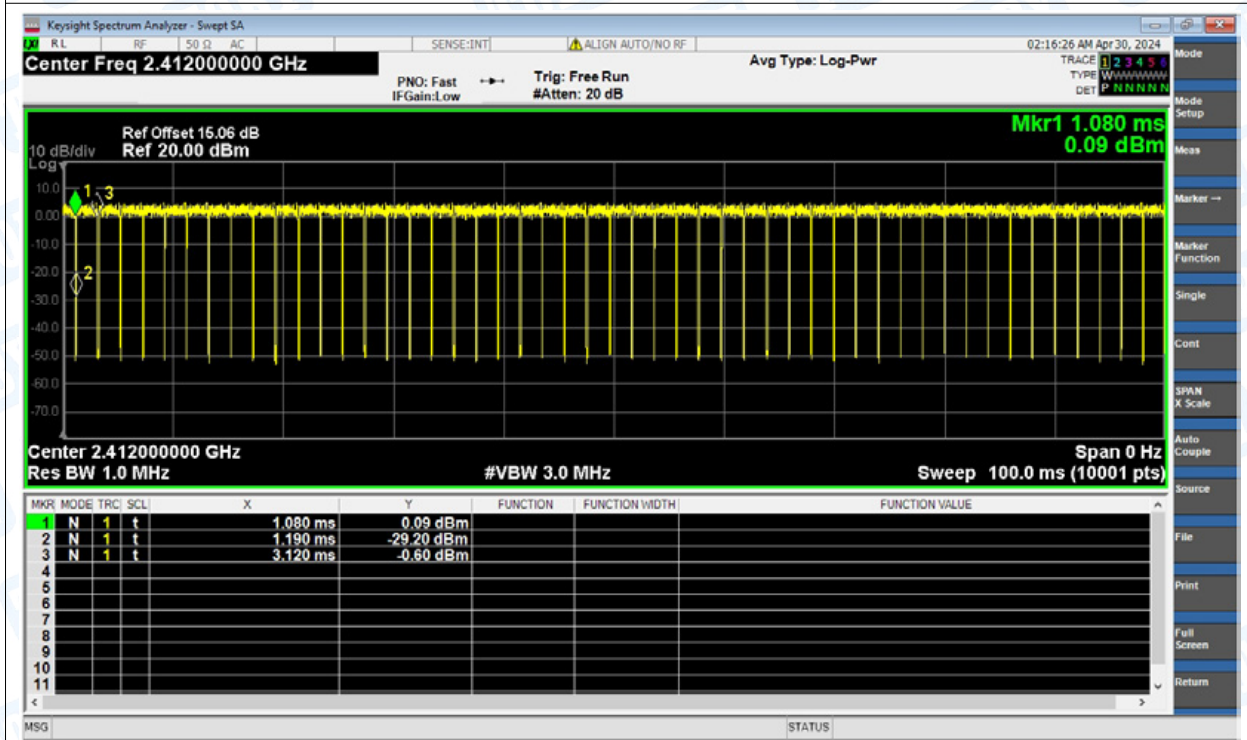 Keysight Spectrum Analyzer - Swept SA
LXI RL RF 50 Ω AC SENSE:INT ALIGN AUTO/NO RF 02:16:26 AM Apr 30, 2024
Center Freq 2.412000000 GHz
PNO: Fast
IFGain:Low
Trig: Free Run
#Atten: 20 dB
Avg Type: Log-Pwr
TRACE 1 2 3 4 5 6
TYPE WWWWWW
DET P N N N N N
Ref Offset 15.06 dB
10 dB/div Ref 20.00 dBm
Log
Mkr1 1.080 ms
0.09 dBm
10.0
0.00
-10.0
-20.0
-30.0
-40.0
-50.0
-60.0
-70.0
1
3
2
Center 2.412000000 GHz Span 0 Hz
Res BW 1.0 MHz #VBW 3.0 MHz Sweep 100.0 ms (10001 pts)
MKR MODE TRC SCL X Y FUNCTION FUNCTION WIDTH FUNCTION VALUE
1 N 1 t 1.080 ms 0.09 dBm
2 N 1 t 1.190 ms -29.20 dBm
3 N 1 t 3.120 ms -0.60 dBm
4
5
6
7
8
9
10
11
MSG STATUS
Mode
Mode
Setup
Meas
Marker →
Marker
Function
Single
Cont
SPAN
X Scale
Auto
Couple
Source
File
Print
Full
Screen
Return